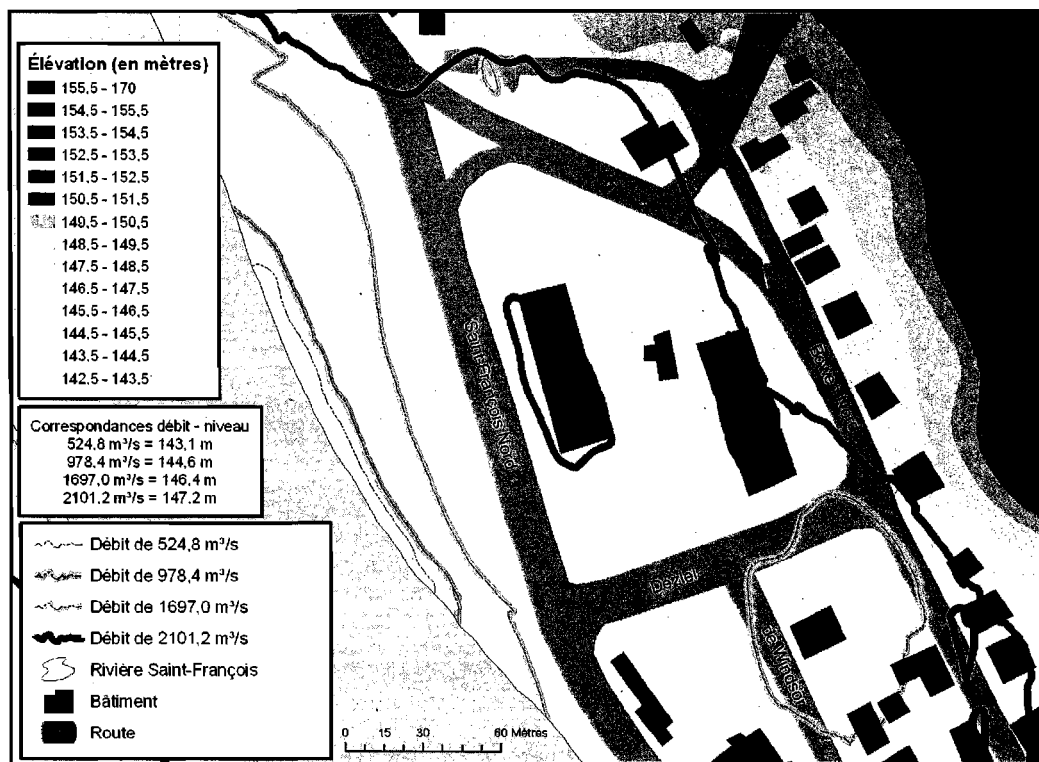 Élévation (en mètres)
155,5 - 170
154,5 - 155,5
153,5 - 154,5
152,5 - 153,5
151,5 - 152,5
150,5 - 151,5
149,5 - 150,5
148,5 - 149,5
147,5 - 148,5
146,5 - 147,5
145,5 - 146,5
144,5 - 145,5
143,5 - 144,5
142,5 - 143,5
Correspondances débit - niveau
524,8 m³/s = 143,1 m
978,4 m³/s = 144,6 m
1697,0 m³/s = 146,4 m
2101,2 m³/s = 147,2 m
Débit de 524,8 m³/s
Débit de 978,4 m³/s
Débit de 1697,0 m³/s
Débit de 2101,2 m³/s
Rivière Saint-François
Bâtiment
Route
Saint-François Nord
Bowe
Déziel
de Windsor
0 15 30 60 Mètres